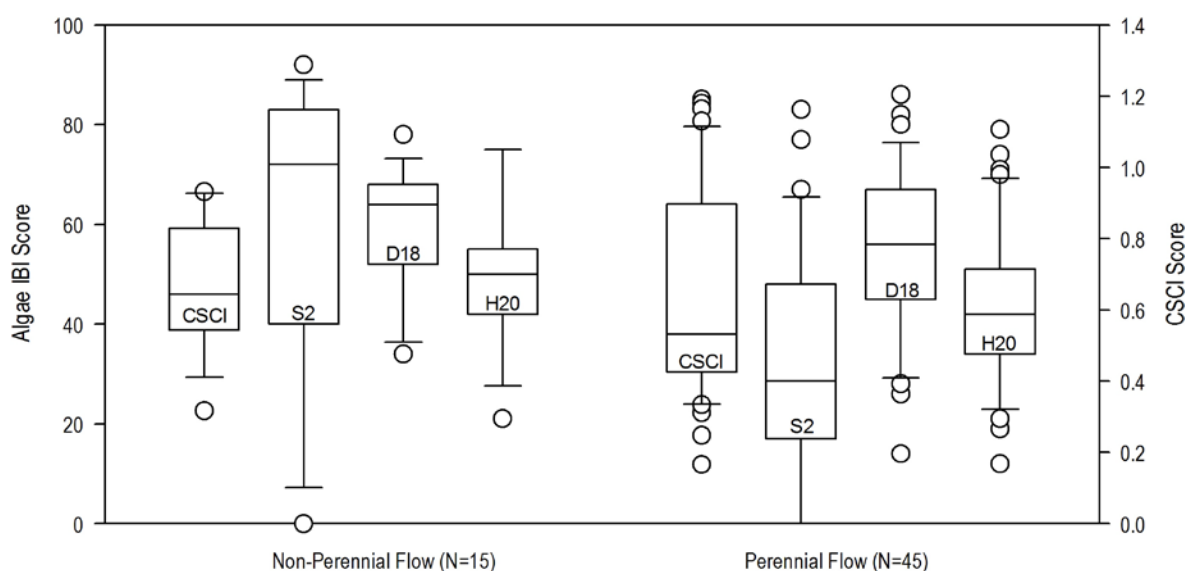 Algae IBI Score
100
80
60
40
20
0
CSCI
S2
D18
H20
CSCI
S2
D18
H20
1.4
1.2
1.0
0.8
0.6
0.4
0.2
0.0
CSCI Score
Non-Perennial Flow (N=15)
Perennial Flow (N=45)